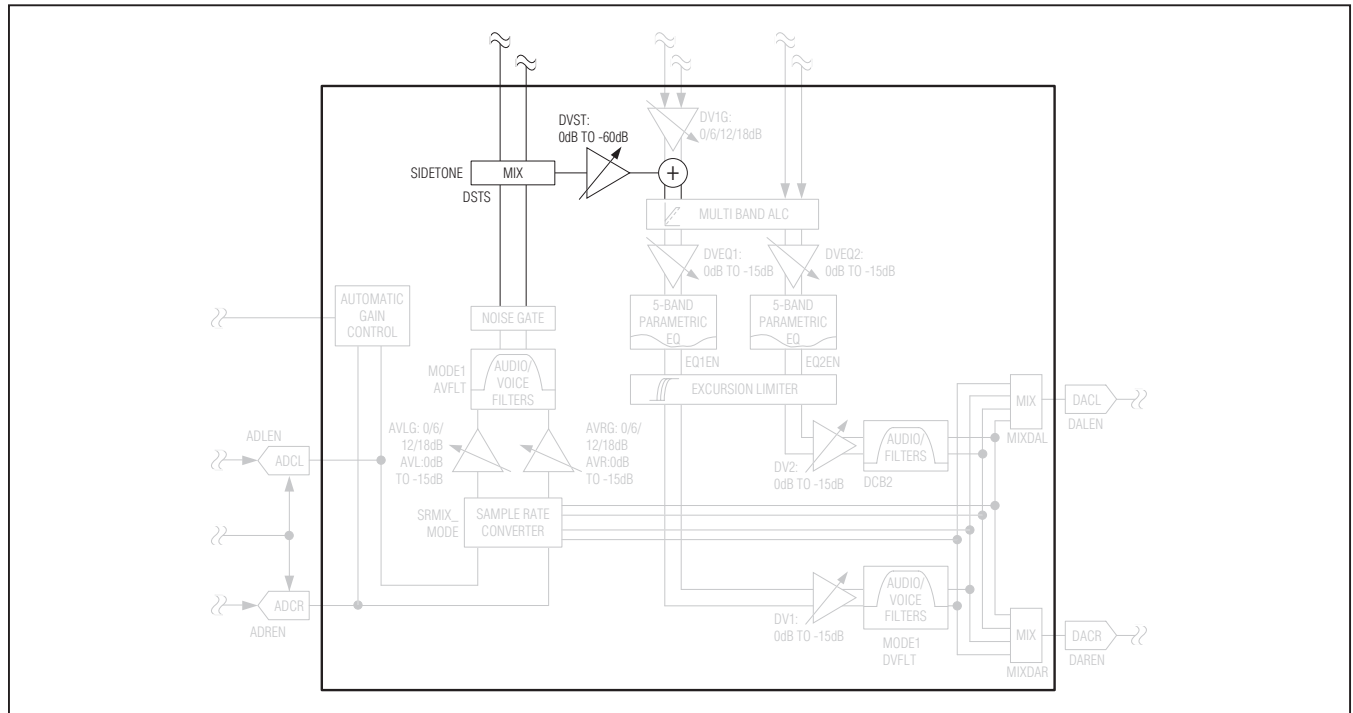 DVST:
0dB TO -60dB
DV1G:
0/6/12/18dB
SIDETONE
MIX
DSTS
+
MULTI BAND ALC
DVEQ1:
0dB TO -15dB
DVEQ2:
0dB TO -15dB
AUTOMATIC
GAIN
CONTROL
NOISE GATE
5-BAND
PARAMETRIC
EQ
5-BAND
PARAMETRIC
EQ
EQ1EN
EQ2EN
MODE1
AVFLT
AUDIO/
VOICE
FILTERS
EXCURSION LIMITER
MIX
DACL
DALEN
MIXDAL
AVLG: 0/6/
12/18dB
AVL:0dB
TO -15dB
AVRG: 0/6/
12/18dB
AVR:0dB
TO -15dB
ADLEN
ADCL
DV2:
0dB TO -15dB
AUDIO/
FILTERS
DCB2
SRMIX_
MODE
SAMPLE RATE
CONVERTER
ADCR
ADREN
DV1:
0dB TO -15dB
AUDIO/
VOICE
FILTERS
MODE1
DVFLT
MIX
DACR
DAREN
MIXDAR